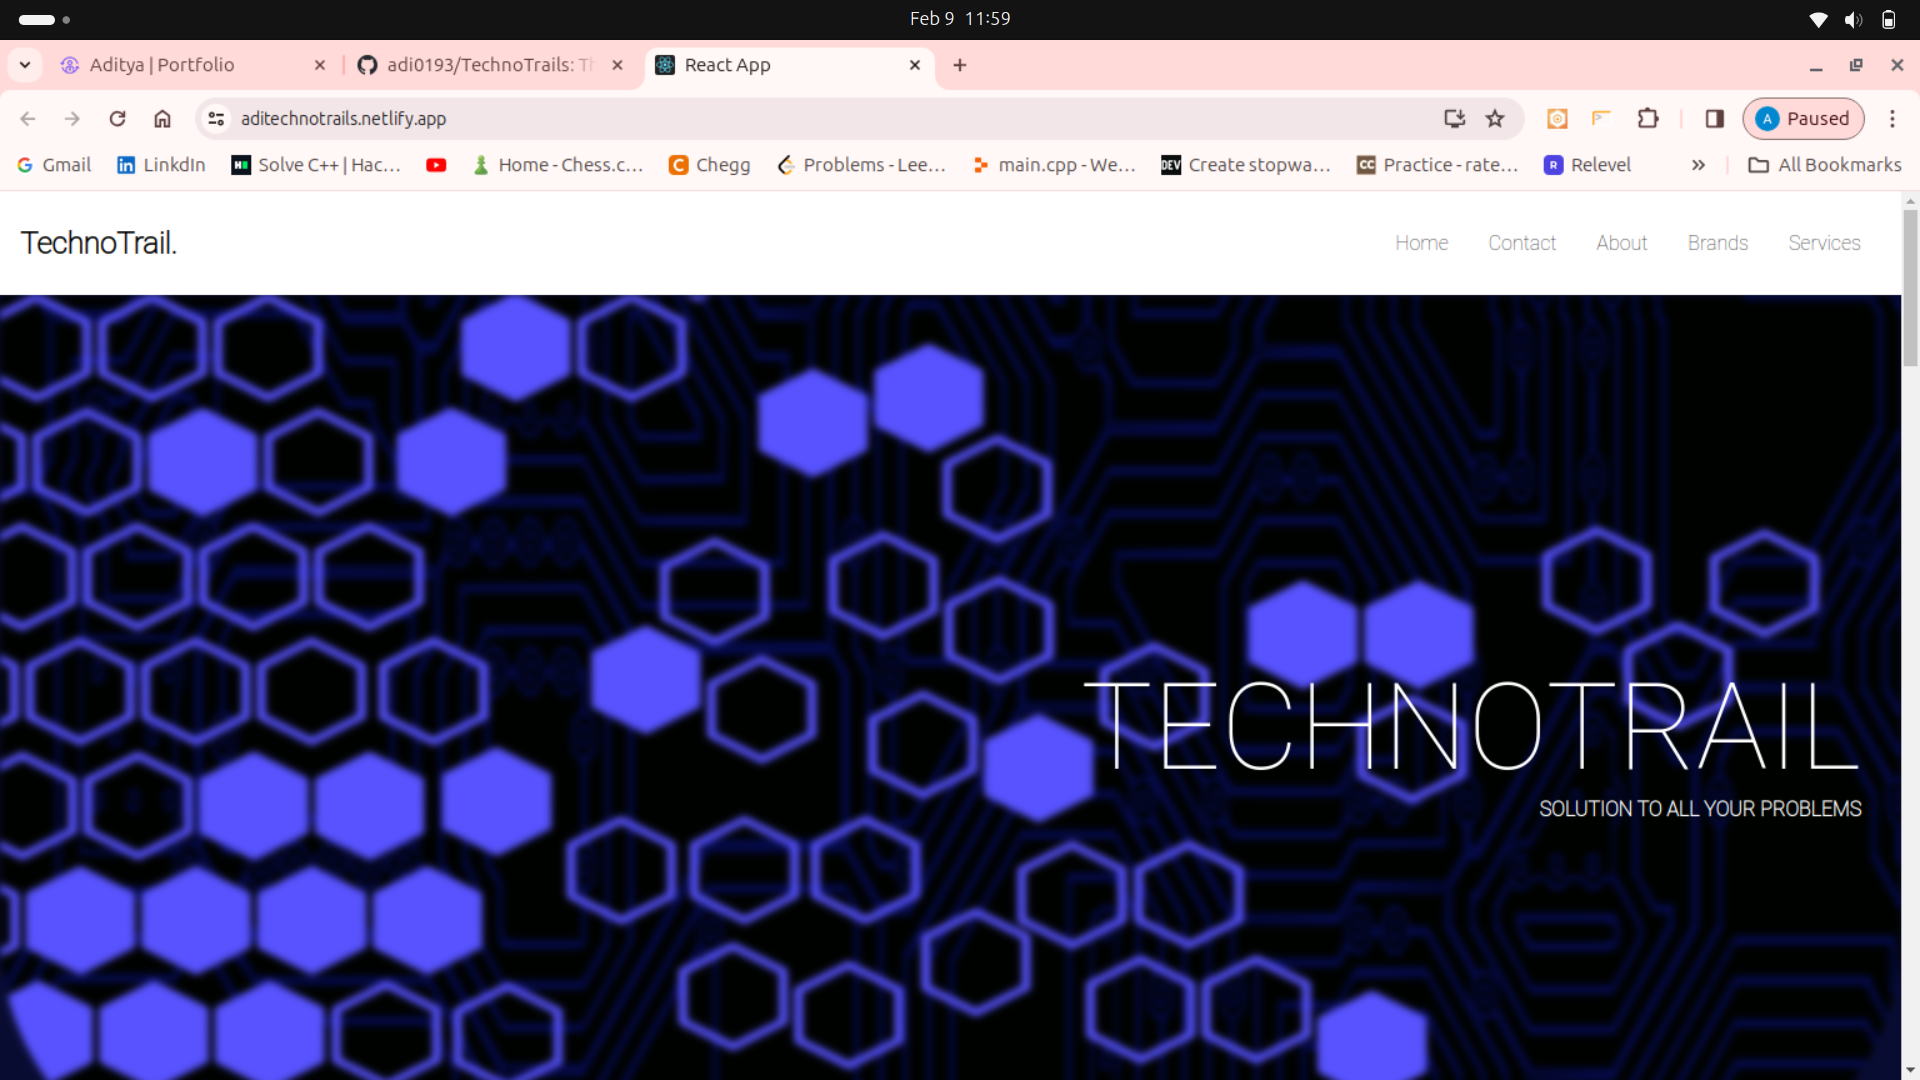 Feb 9 11:59
Aditya | Portfolio
adi0193/TechnoTrails: Th
React App
aditechnotrails.netlify.app
A Paused
Gmail
LinkdIn
Solve C++ | Hac...
Home - Chess.c...
Chegg
Problems - Lee...
main.cpp - We...
Create stopwa...
Practice - rate...
Relevel
All Bookmarks
TechnoTrail.
Home Contact About Brands Services
TECHNOTRAIL
SOLUTION TO ALL YOUR PROBLEMS